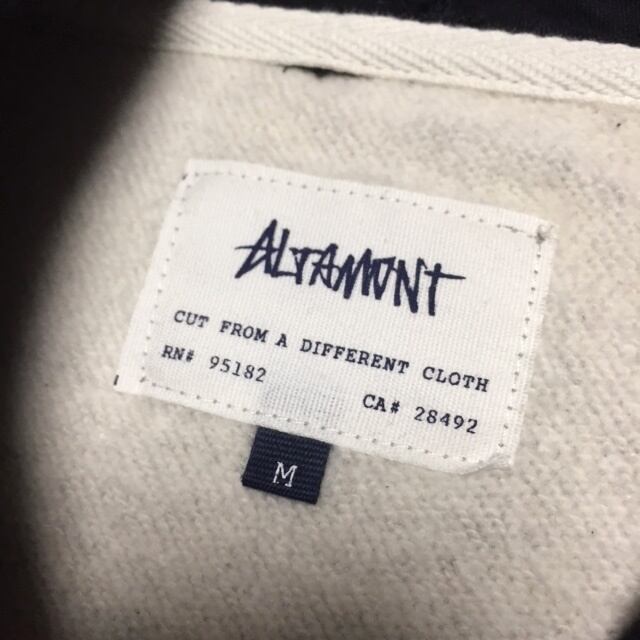 ALTAMONT
CUT FROM A DIFFERENT CLOTH
RN# 95182
CA# 28492
M